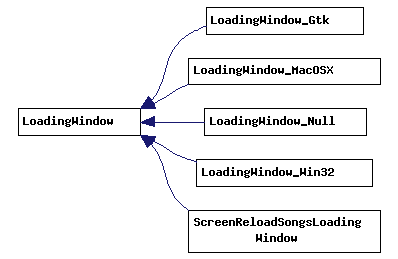 LoadingWindow_Gtk
LoadingWindow_MacOSX
LoadingWindow
LoadingWindow_Null
LoadingWindow_Win32
ScreenReloadSongsLoading
Window